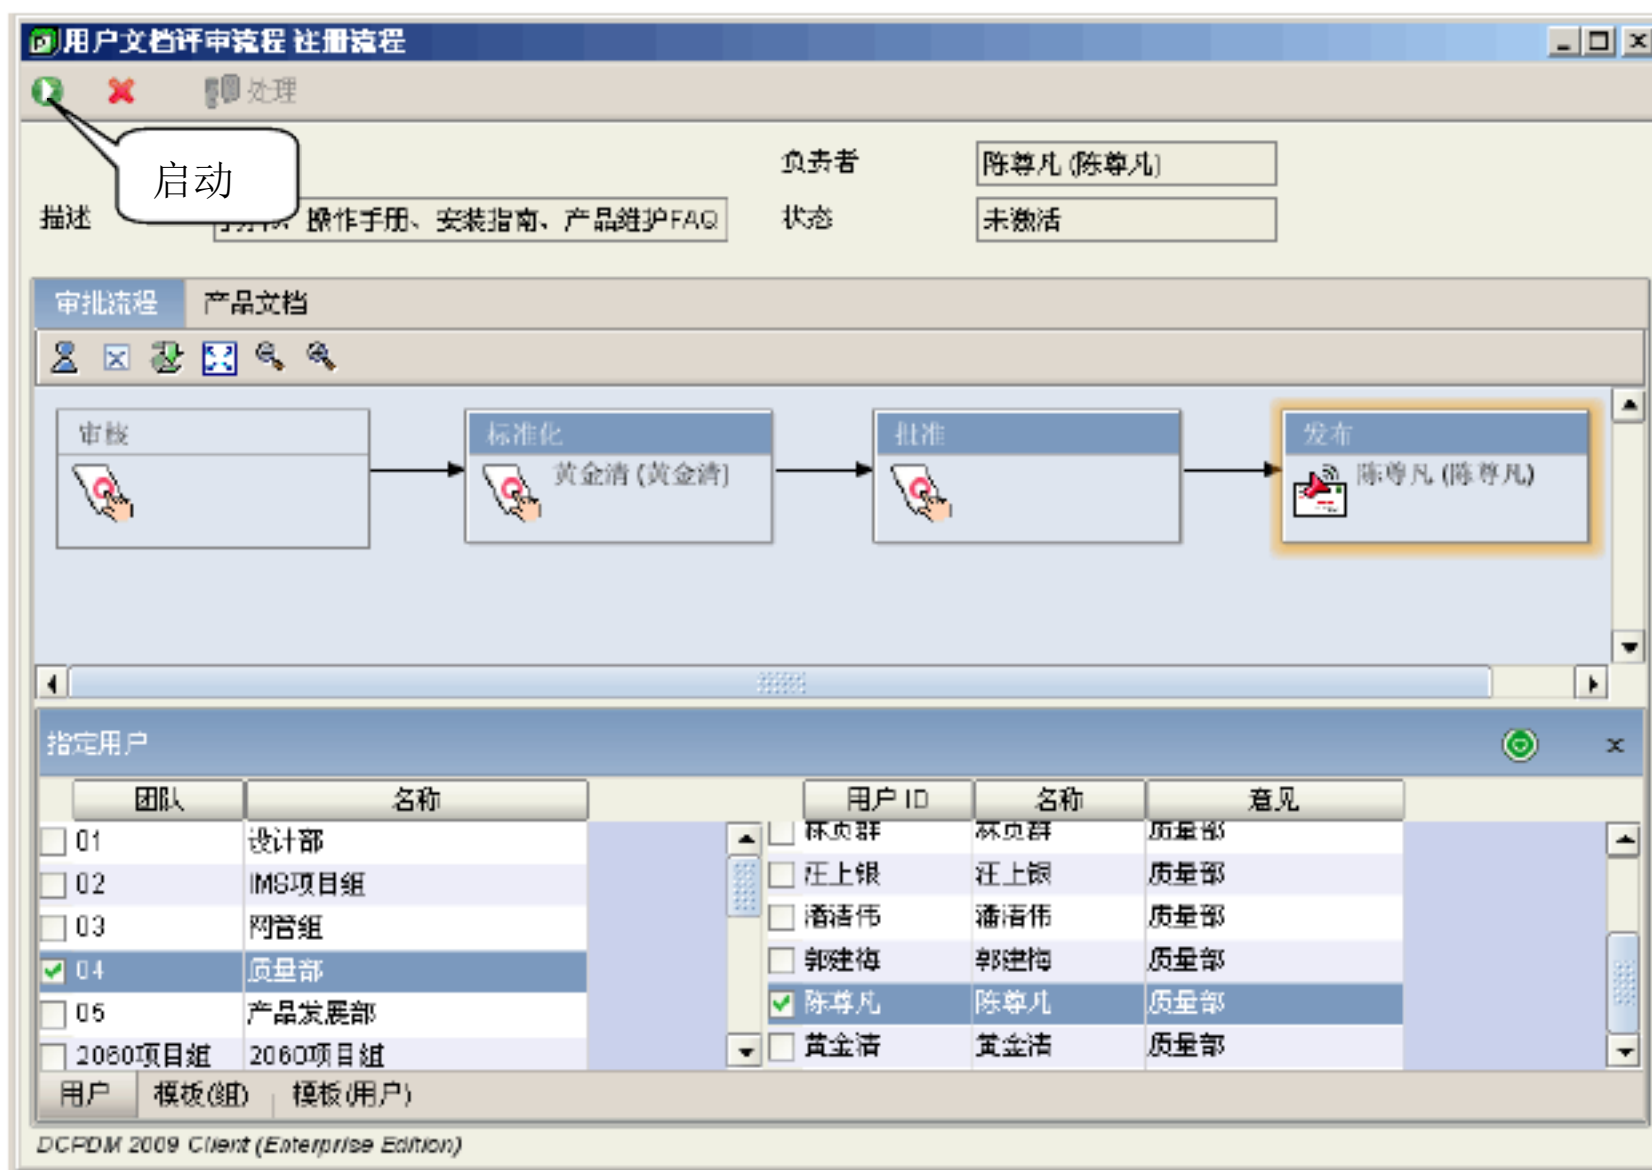 用户文档评审流程 注册流程
处理
启动
负责者 陈尊凡 (陈尊凡)
描述 操作手册、安装指南、产品维护FAQ 状态 未激活
审批流程 产品文档
审核 标准化 批准 发布
黄金清 (黄金清) 陈尊凡 (陈尊凡)
指定用户
团队 名称 用户 ID 名称 意见
01 设计部 质量部
02 IMS项目组 汪上银 汪上银 质量部
03 网管组 潘洁伟 潘洁伟 质量部
04 质量部 郭建梅 郭建梅 质量部
05 产品发展部 陈尊凡 陈尊凡 质量部
2060项目组 2060项目组 黄金清 黄金清 质量部
用户 模板(组) 模板(用户)
DCPDM 2009 Client (Enterprise Edition)